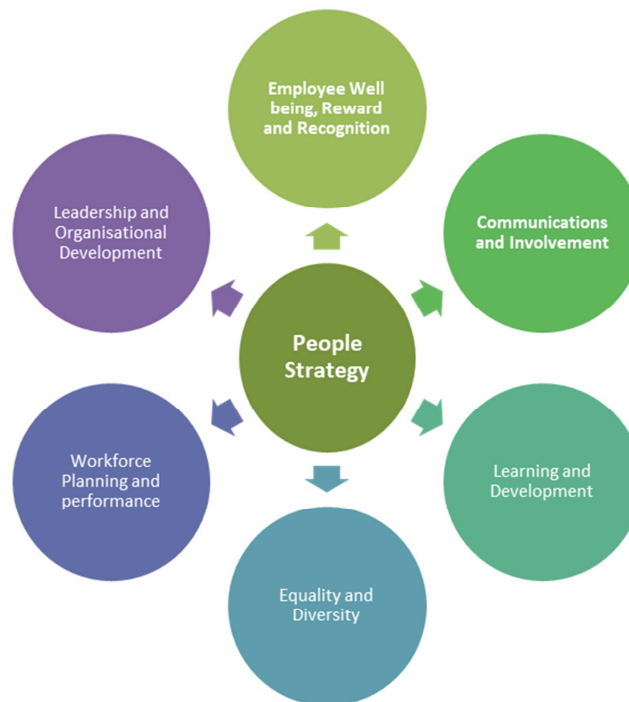 Employee Well
being, Reward
and Recognition
Leadership and
Organisational
Development
Communications
and Involvement
People
Strategy
Workforce
Planning and
performance
Learning and
Development
Equality and
Diversity